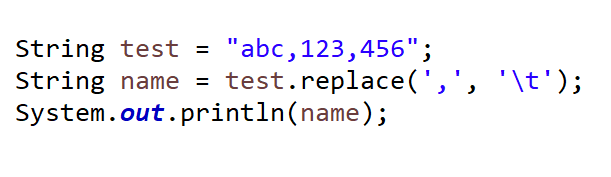 String test = "abc,123,456";
String name = test.replace(',', '\t');
System.out.println(name);